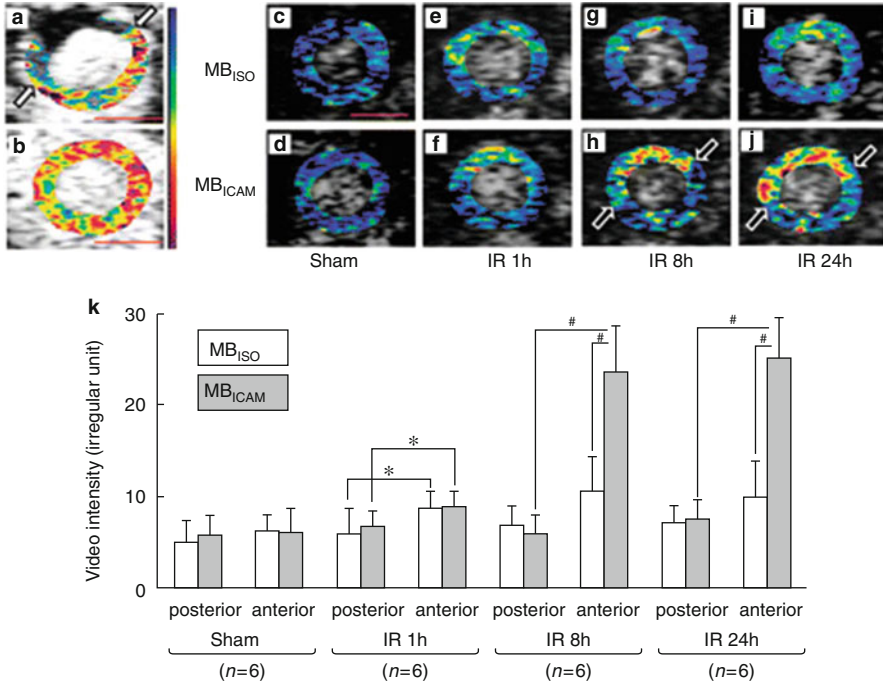 a
b
MB_ISO
MB_ICAM
c
e
g
i
d
f
h
j
Sham
IR 1h
IR 8h
IR 24h
k
30
20
10
0
Video intensity (irregular unit)
MB_ISO
MB_ICAM
*
*
#
#
#
#
posterior anterior posterior anterior posterior anterior posterior anterior
Sham IR 1h IR 8h IR 24h
(n=6) (n=6) (n=6) (n=6)